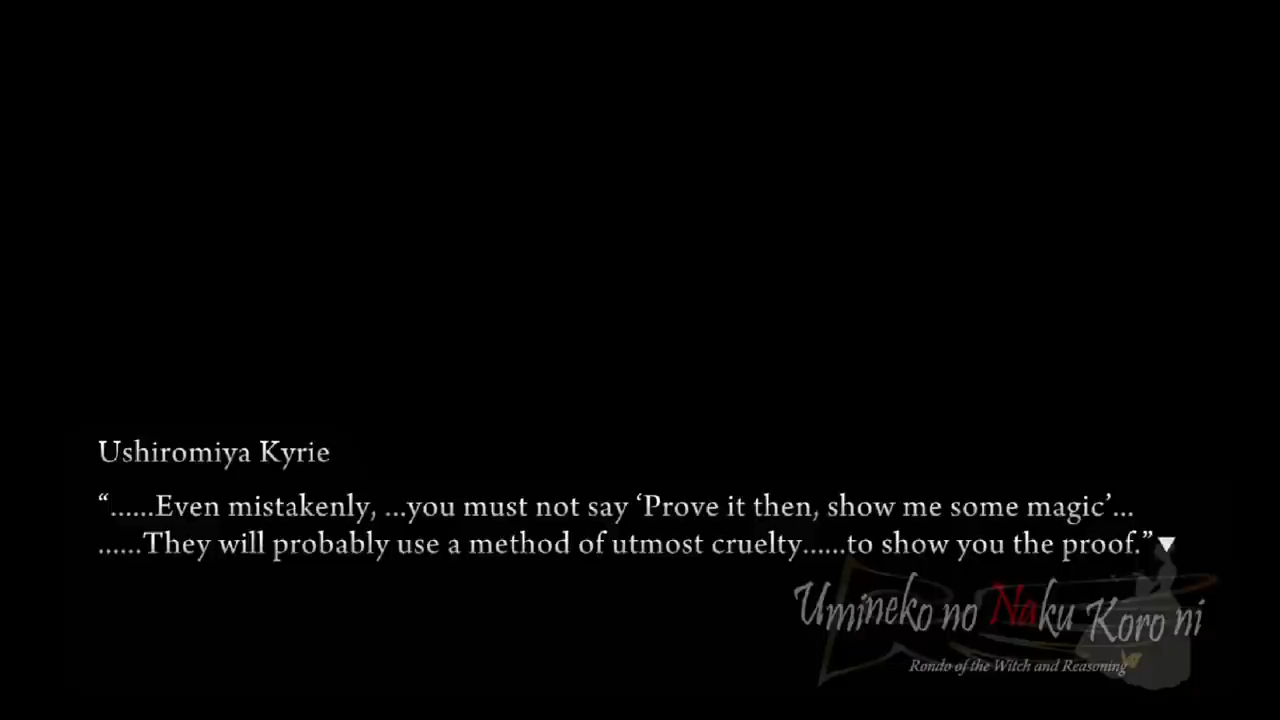 Ushiromiya Kyrie
“......Even mistakenly, ...you must not say ‘Prove it then, show me some magic’...
......They will probably use a method of utmost cruelty......to show you the proof.”▼
Umineko no Naku Koro ni
Rondo of the Witch and Reasoning